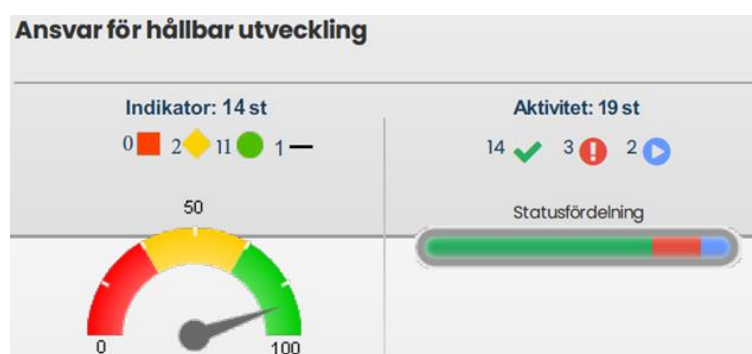 Ansvar för hållbar utveckling
Indikator: 14 st
0 2 11 1
50
0 100
Aktivitet: 19 st
14 3 2
Statusfördelning